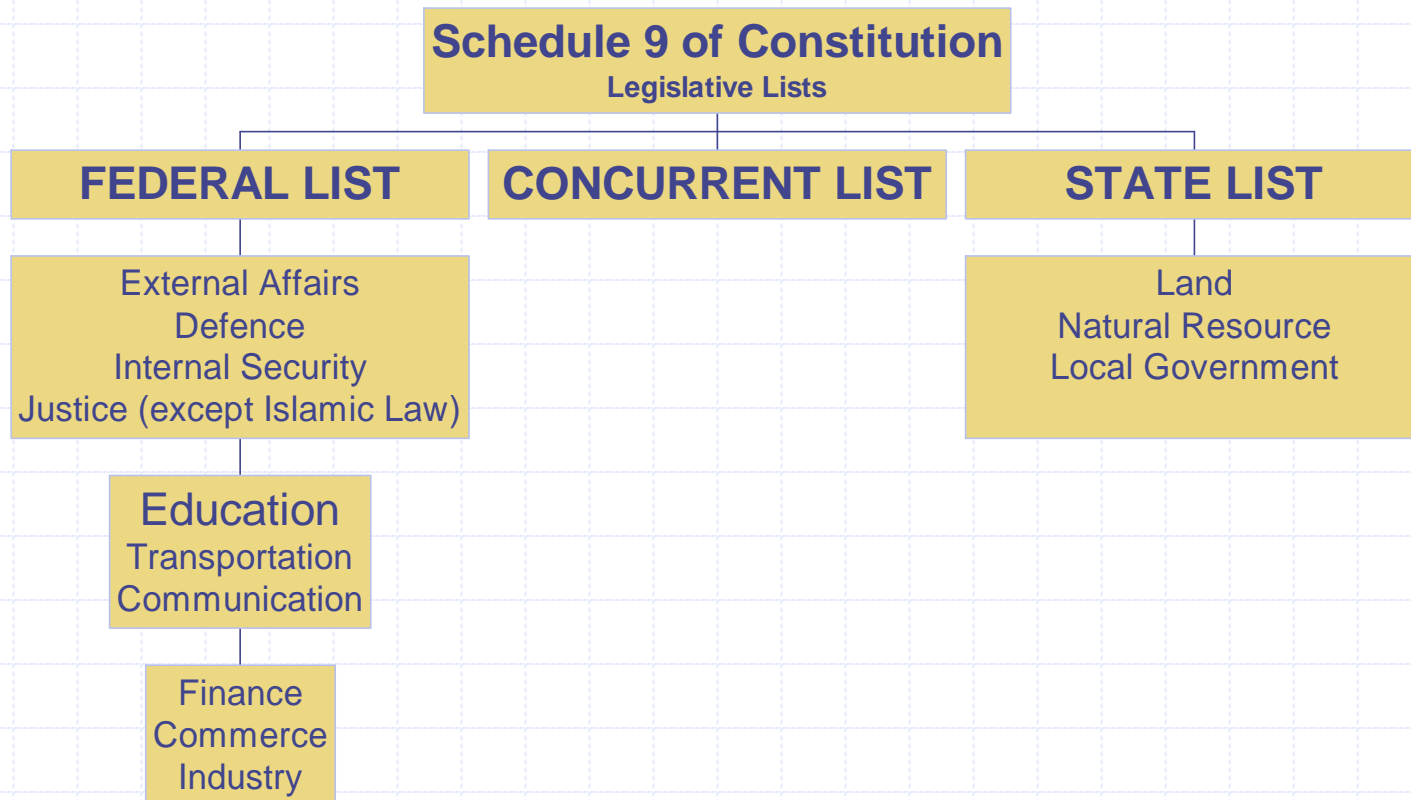 Schedule 9 of Constitution
Legislative Lists
FEDERAL LIST
CONCURRENT LIST
STATE LIST
External Affairs
Defence
Internal Security
Justice (except Islamic Law)
Land
Natural Resource
Local Government
Education
Transportation
Communication
Finance
Commerce
Industry